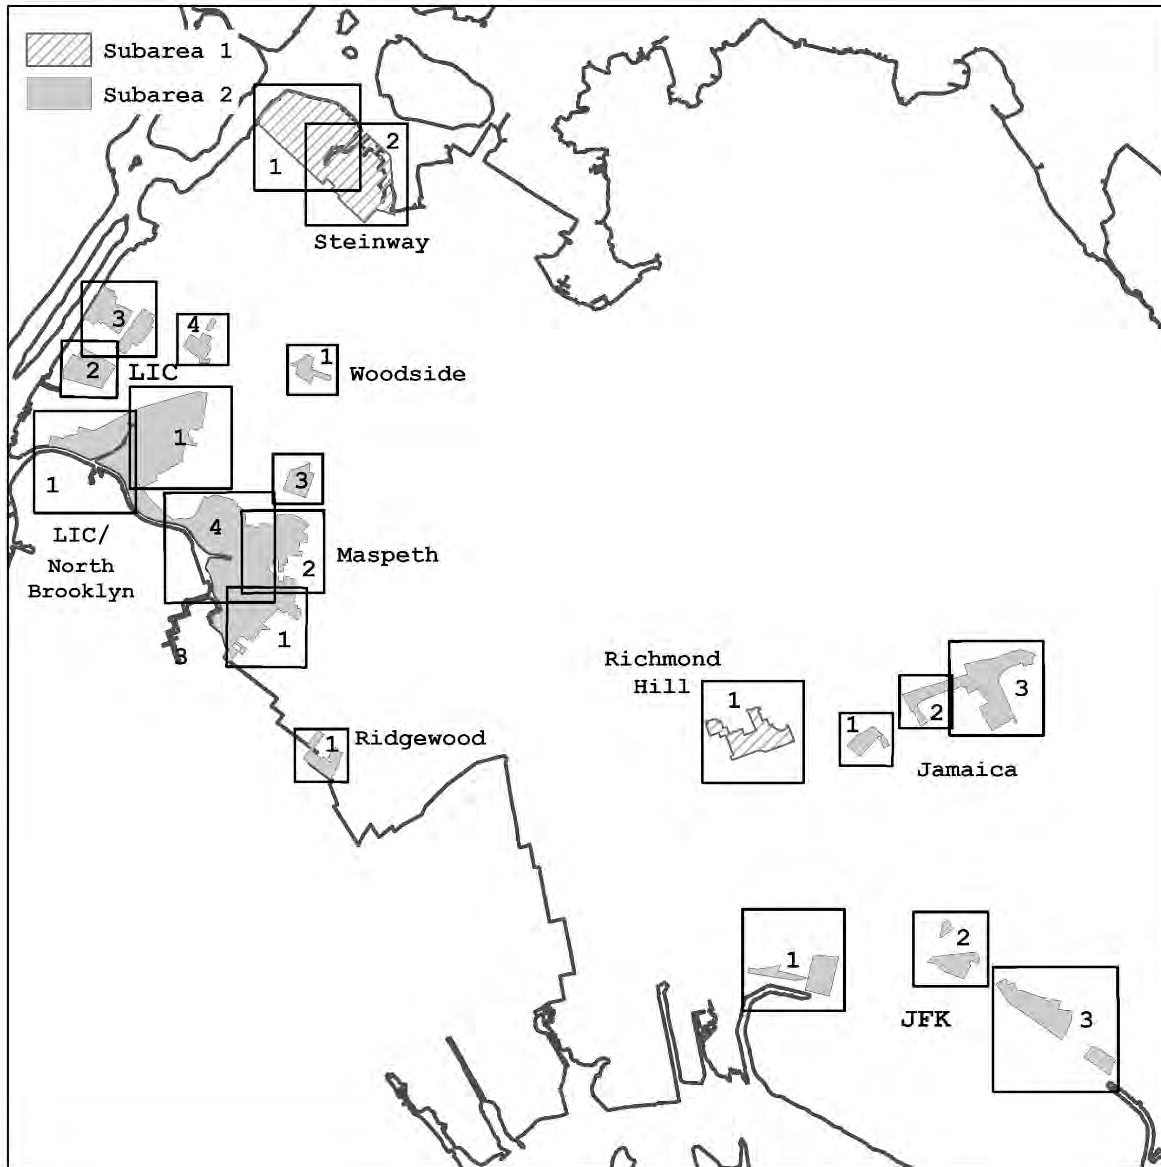 Subarea 1
Subarea 2
1
2
Steinway
3
4
2
LIC
1
Woodside
1
1
3
LIC/
North
Brooklyn
4
2
Maspeth
1
3
Richmond
Hill
1
1
2
3
Jamaica
1
Ridgewood
1
2
JFK
3